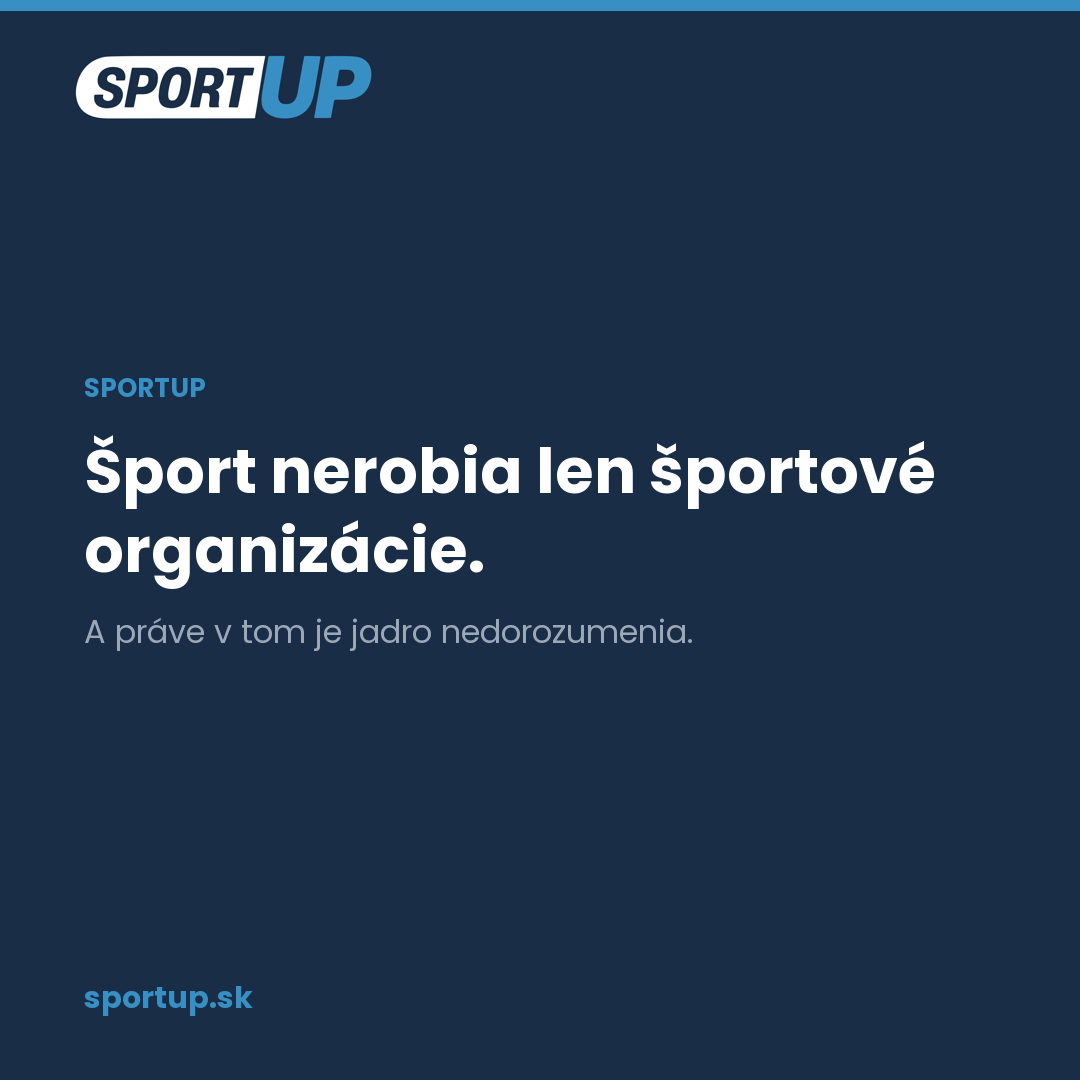 SPORTUP
SPORTUP
Šport nerobia len športové
organizácie.
A práve v tom je jadro nedorozumenia.
sportup.sk